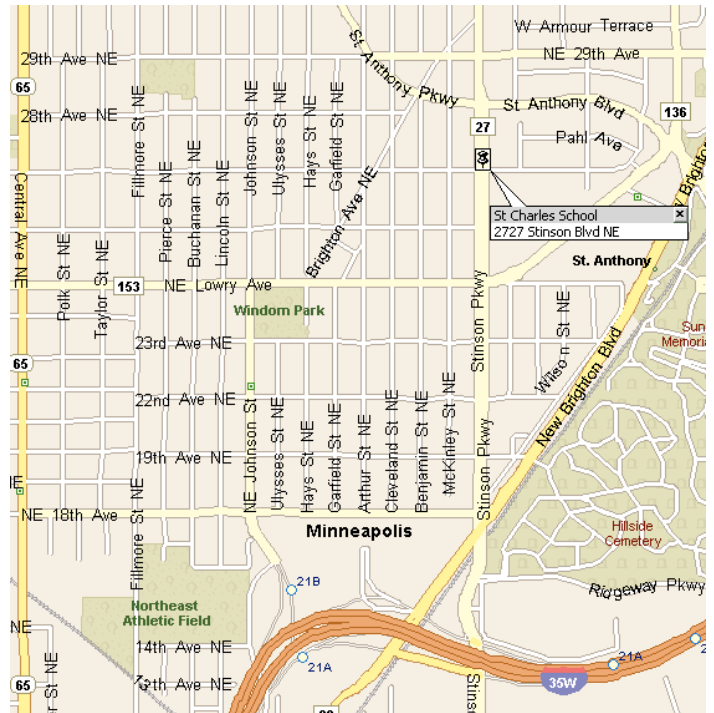 W Armour Terrace
NE 29th Ave
29th Ave NE
St Anthony Pkwy
65
St Anthony Blvd
136
28th Ave NE
27
Pahl Ave
Fillmore St NE
Johnson St NE
Ulysses St NE
Hays St NE
Garfield St NE
Pierce St NE
Buchanan St NE
Lincoln St NE
Central Ave NE
Brighton Ave NE
St Charles School
2727 Stinson Blvd NE
Polk St NE
Taylor St NE
St. Anthony
153
NE Lowry Ave
Windom Park
Stinson Pkwy
New Brighton Blvd
Wilson St NE
23rd Ave NE
65
22nd Ave NE
NE Johnson St
Ulysses St NE
Hays St NE
Garfield St NE
Arthur St NE
Cleveland St NE
Benjamin St NE
McKinley St NE
Stinson Pkwy
19th Ave NE
NE
NE 18th Ave
Minneapolis
Fillmore St NE
Hillside
Cemetery
Ridgeway Pkwy
21B
Northeast
Athletic Field
NE
14th Ave NE
21A
21A
65
13th Ave NE
35W